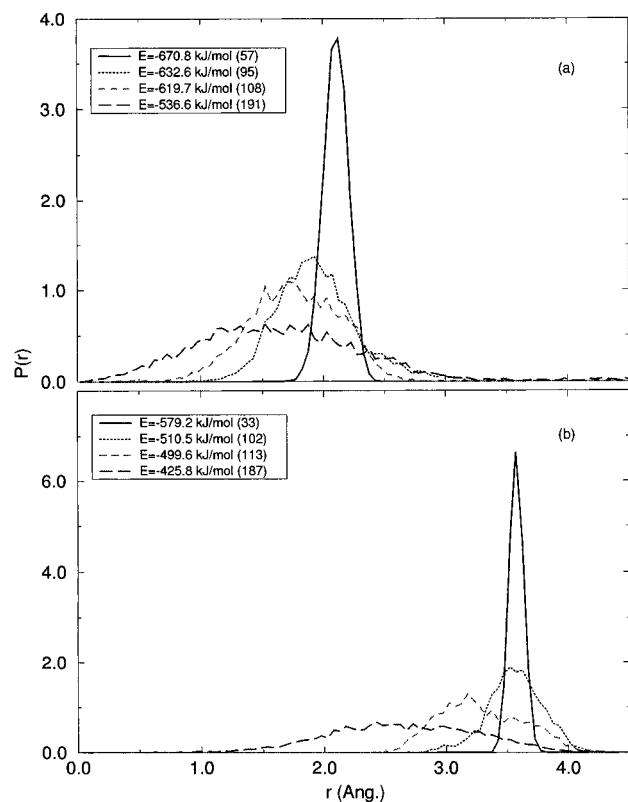 4.0
E=-670.8 kJ/mol (57)
E=-632.6 kJ/mol (95)
E=-619.7 kJ/mol (108)
E=-536.6 kJ/mol (191)
(a)
3.0
2.0
1.0
0.0
P(r)
E=-579.2 kJ/mol (33)
E=-510.5 kJ/mol (102)
E=-499.6 kJ/mol (113)
E=-425.8 kJ/mol (187)
(b)
6.0
4.0
2.0
0.0
0.0 1.0 2.0 3.0 4.0
r (Ang.)